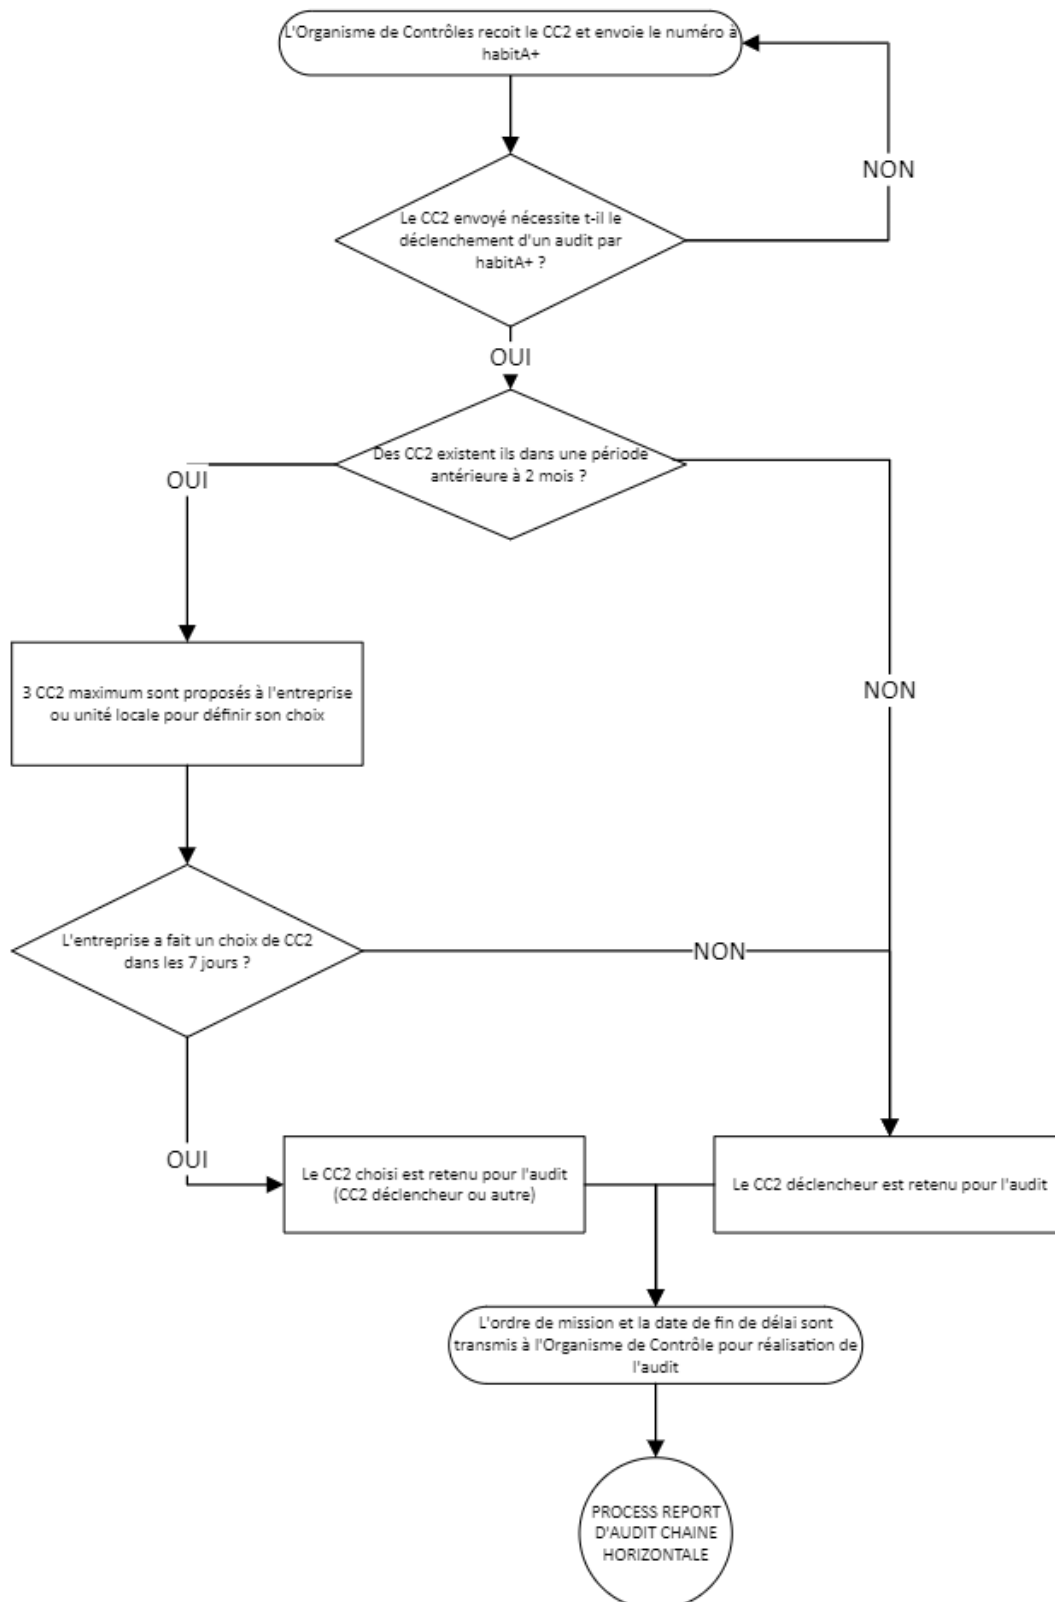 L'Organisme de Contrôles recoit le CC2 et envoie le numéro à
habitA+
NON
Le CC2 envoyé nécessite t-il le
déclenchement d'un audit par
habitA+ ?
OUI
Des CC2 existent ils dans une période
antérieure à 2 mois ?
OUI
3 CC2 maximum sont proposés à l'entreprise
ou unité locale pour définir son choix
NON
L'entreprise a fait un choix de CC2
dans les 7 jours ?
NON
OUI
Le CC2 choisi est retenu pour l'audit
(CC2 déclencheur ou autre)
Le CC2 déclencheur est retenu pour l'audit
L'ordre de mission et la date de fin de délai sont
transmis à l'Organisme de Contrôle pour réalisation de
l'audit
PROCESS REPORT
D'AUDIT CHAINE
HORIZONTALE